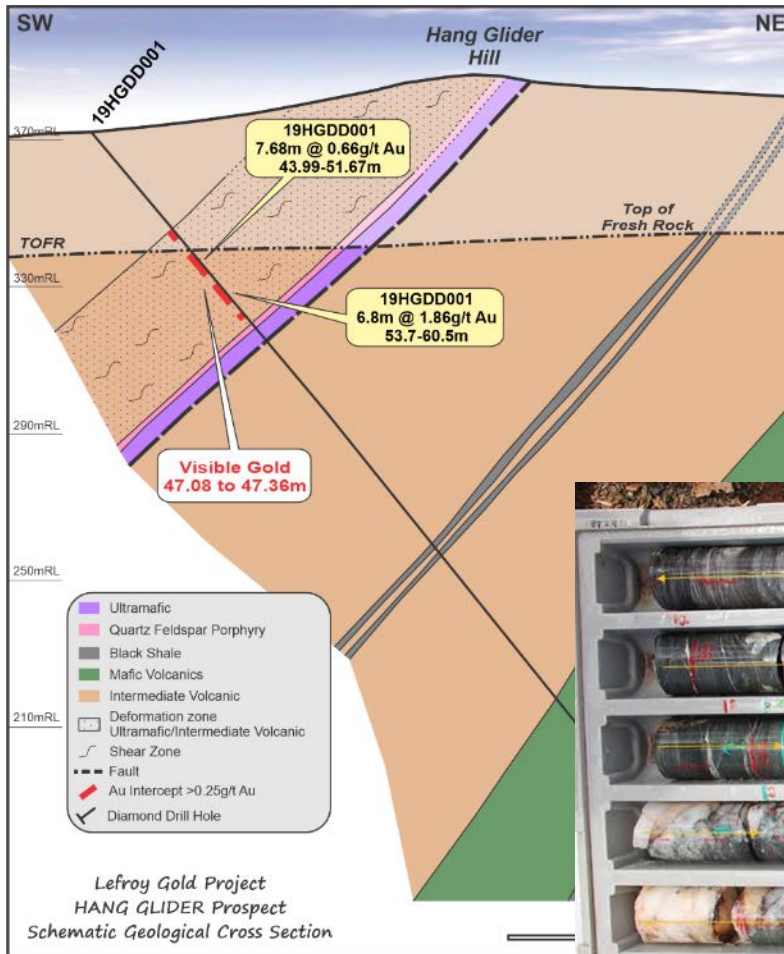 SW
Hang Glider
Hill
NE
19HGDD001
370mRL
19HGDD001
7.68m @ 0.66g/t Au
43.99-51.67m
TOFR
Top of
Fresh Rock
330mRL
19HGDD001
6.8m @ 1.86g/t Au
53.7-60.5m
290mRL
Visible Gold
47.08 to 47.36m
250mRL
Ultramafic
Quartz Feldspar Porphyry
Black Shale
Mafic Volcanics
Intermediate Volcanic
Deformation zone
Ultramafic/Intermediate Volcanic
Shear Zone
Fault
Au Intercept >0.25g/t Au
Diamond Drill Hole
210mRL
Lefroy Gold Project
HANG GLIDER Prospect
Schematic Geological Cross Section